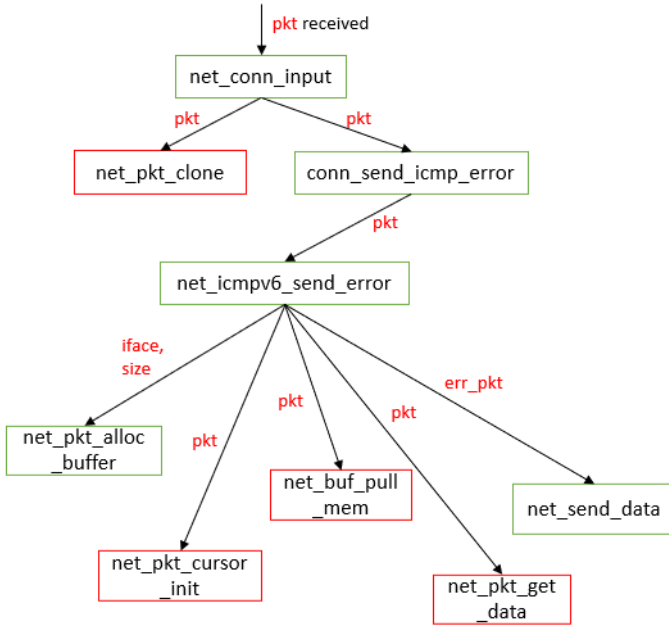 pkt received
net_conn_input
pkt
pkt
net_pkt_clone
conn_send_icmp_error
pkt
net_icmpv6_send_error
iface,
size
err_pkt
pkt
pkt
pkt
net_pkt_alloc
_buffer
net_buf_pull
_mem
net_send_data
net_pkt_cursor
_init
net_pkt_get
_data